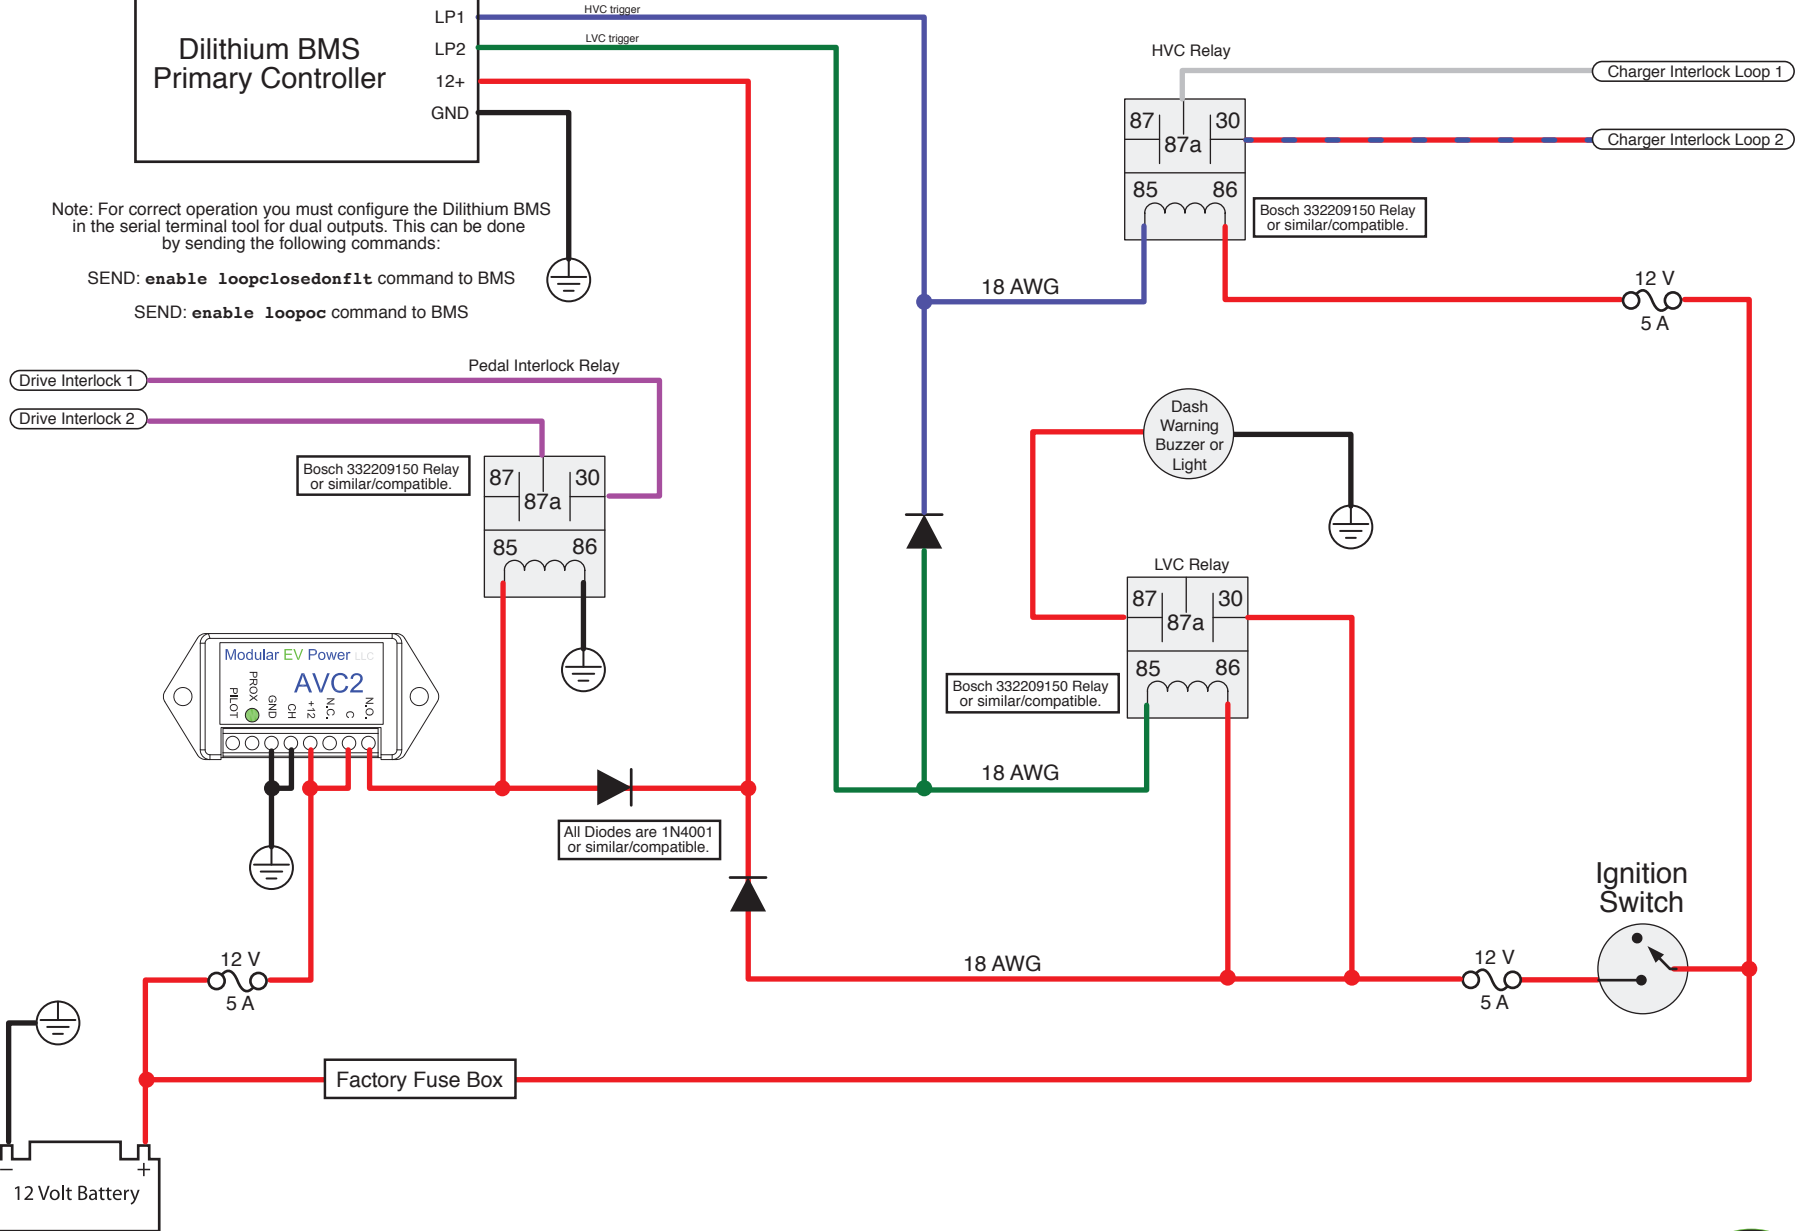 LP1
HVC trigger
LP2
LVC trigger
12+
GND
Dilithium BMS
Primary Controller
Note: For correct operation you must configure the Dilithium BMS
in the serial terminal tool for dual outputs. This can be done
by sending the following commands:
SEND: enable loopclosedonflt command to BMS
SEND: enable loopoc command to BMS
HVC Relay
Charger Interlock Loop 1
Charger Interlock Loop 2
87
30
87a
85
86
Bosch 332209150 Relay
or similar/compatible.
18 AWG
12 V
5 A
Drive Interlock 1
Drive Interlock 2
Pedal Interlock Relay
Bosch 332209150 Relay
or similar/compatible.
87
30
87a
85
86
Dash
Warning
Buzzer or
Light
LVC Relay
87
30
87a
85
86
Bosch 332209150 Relay
or similar/compatible.
18 AWG
Modular EV Power LLC
AVC2
PILOT
PROX
GND
CH
+12
N.C.
C
N.O.
All Diodes are 1N4001
or similar/compatible.
Ignition
Switch
18 AWG
12 V
5 A
12 V
5 A
Factory Fuse Box
–
+
12 Volt Battery